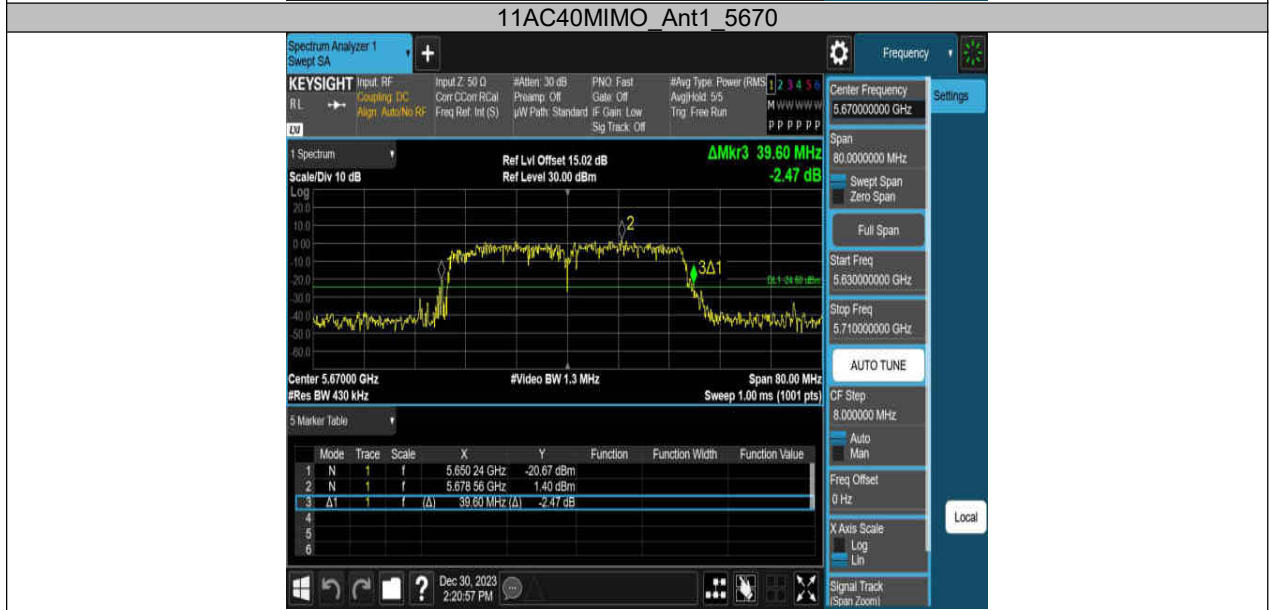 11AC40MIMO_Ant1_5670
Spectrum Analyzer 1
Swept SA
+
Frequency
KEYSIGHT
RL
LXI
Input: RF
Coupling: DC
Align: Auto/No RF
Input Z: 50 Ω
Corr CCorr RCal
Freq Ref: Int (S)
#Atten: 30 dB
Preamp: Off
µW Path: Standard
PNO: Fast
Gate: Off
IF Gain: Low
Sig Track: Off
#Avg Type: Power (RMS
Avg|Hold: 5/5
Trig: Free Run
1 2 3 4 5 6
M W W W W W
P P P P P P
Center Frequency
5.670000000 GHz
Settings
Span
80.0000000 MHz
Swept Span
Zero Span
Full Span
Start Freq
5.630000000 GHz
Stop Freq
5.710000000 GHz
AUTO TUNE
CF Step
8.000000 MHz
Auto
Man
Freq Offset
0 Hz
X Axis Scale
Log
Lin
Signal Track
(Span Zoom)
Local
1 Spectrum
Scale/Div 10 dB
Ref Lvl Offset 15.02 dB
Ref Level 30.00 dBm
ΔMkr3 39.60 MHz
-2.47 dB
Log
20.0
10.0
0.00
-10.0
-20.0
-30.0
-40.0
-50.0
-60.0
2
3Δ1
DL1 -24.60 dBm
Center 5.67000 GHz
#Res BW 430 kHz
#Video BW 1.3 MHz
Span 80.00 MHz
Sweep 1.00 ms (1001 pts)
5 Marker Table
Mode Trace Scale X Y Function Function Width Function Value
1 N 1 f 5.650 24 GHz -20.67 dBm
2 N 1 f 5.678 56 GHz 1.40 dBm
3 Δ1 1 f (Δ) 39.60 MHz (Δ) -2.47 dB
4
5
6
?
Dec 30, 2023
2:20:57 PM